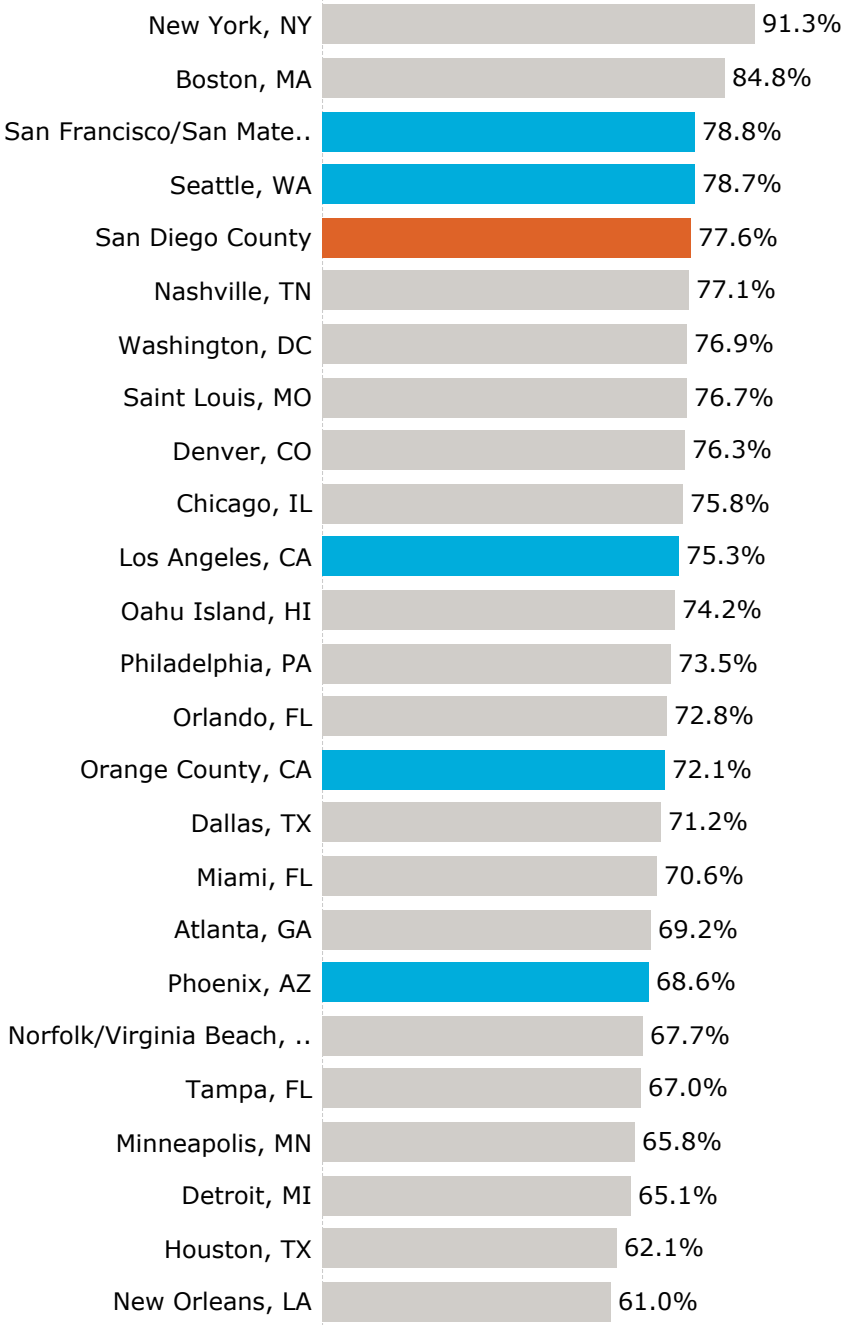 New York, NY 91.3%
Boston, MA 84.8%
San Francisco/San Mate.. 78.8%
Seattle, WA 78.7%
San Diego County 77.6%
Nashville, TN 77.1%
Washington, DC 76.9%
Saint Louis, MO 76.7%
Denver, CO 76.3%
Chicago, IL 75.8%
Los Angeles, CA 75.3%
Oahu Island, HI 74.2%
Philadelphia, PA 73.5%
Orlando, FL 72.8%
Orange County, CA 72.1%
Dallas, TX 71.2%
Miami, FL 70.6%
Atlanta, GA 69.2%
Phoenix, AZ 68.6%
Norfolk/Virginia Beach, .. 67.7%
Tampa, FL 67.0%
Minneapolis, MN 65.8%
Detroit, MI 65.1%
Houston, TX 62.1%
New Orleans, LA 61.0%